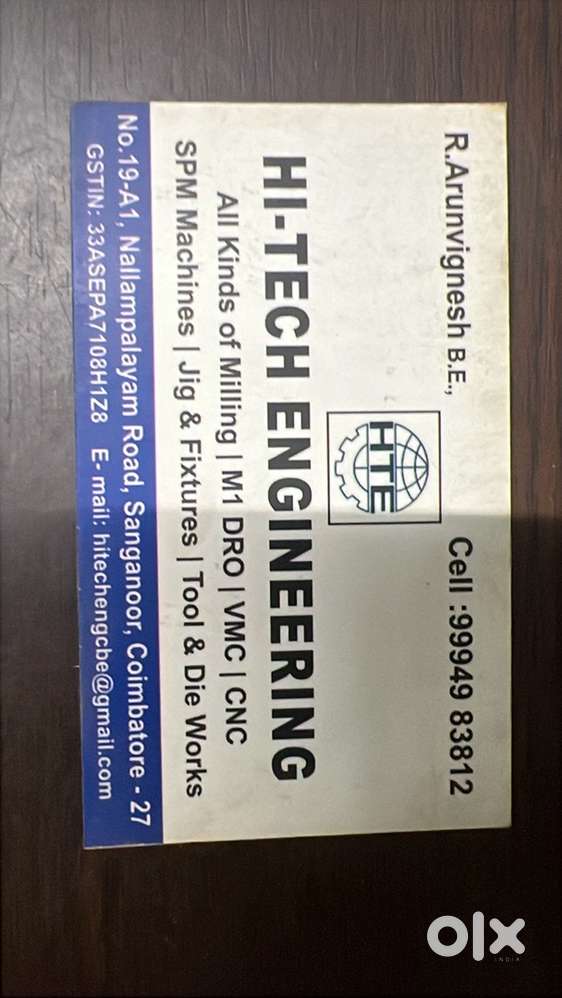 R.Arunvignesh B.E.,
Cell :99949 83812
HTE
HI-TECH ENGINEERING
All Kinds of Milling | M1 DRO | VMC | CNC
SPM Machines | Jig & Fixtures | Tool & Die Works
No.19-A1, Nallampalayam Road, Sanganoor, Coimbatore - 27
GSTIN: 33ASEPA7108H1Z8 E- mail: hitechengcbe@gmail.com
olx
INDIA